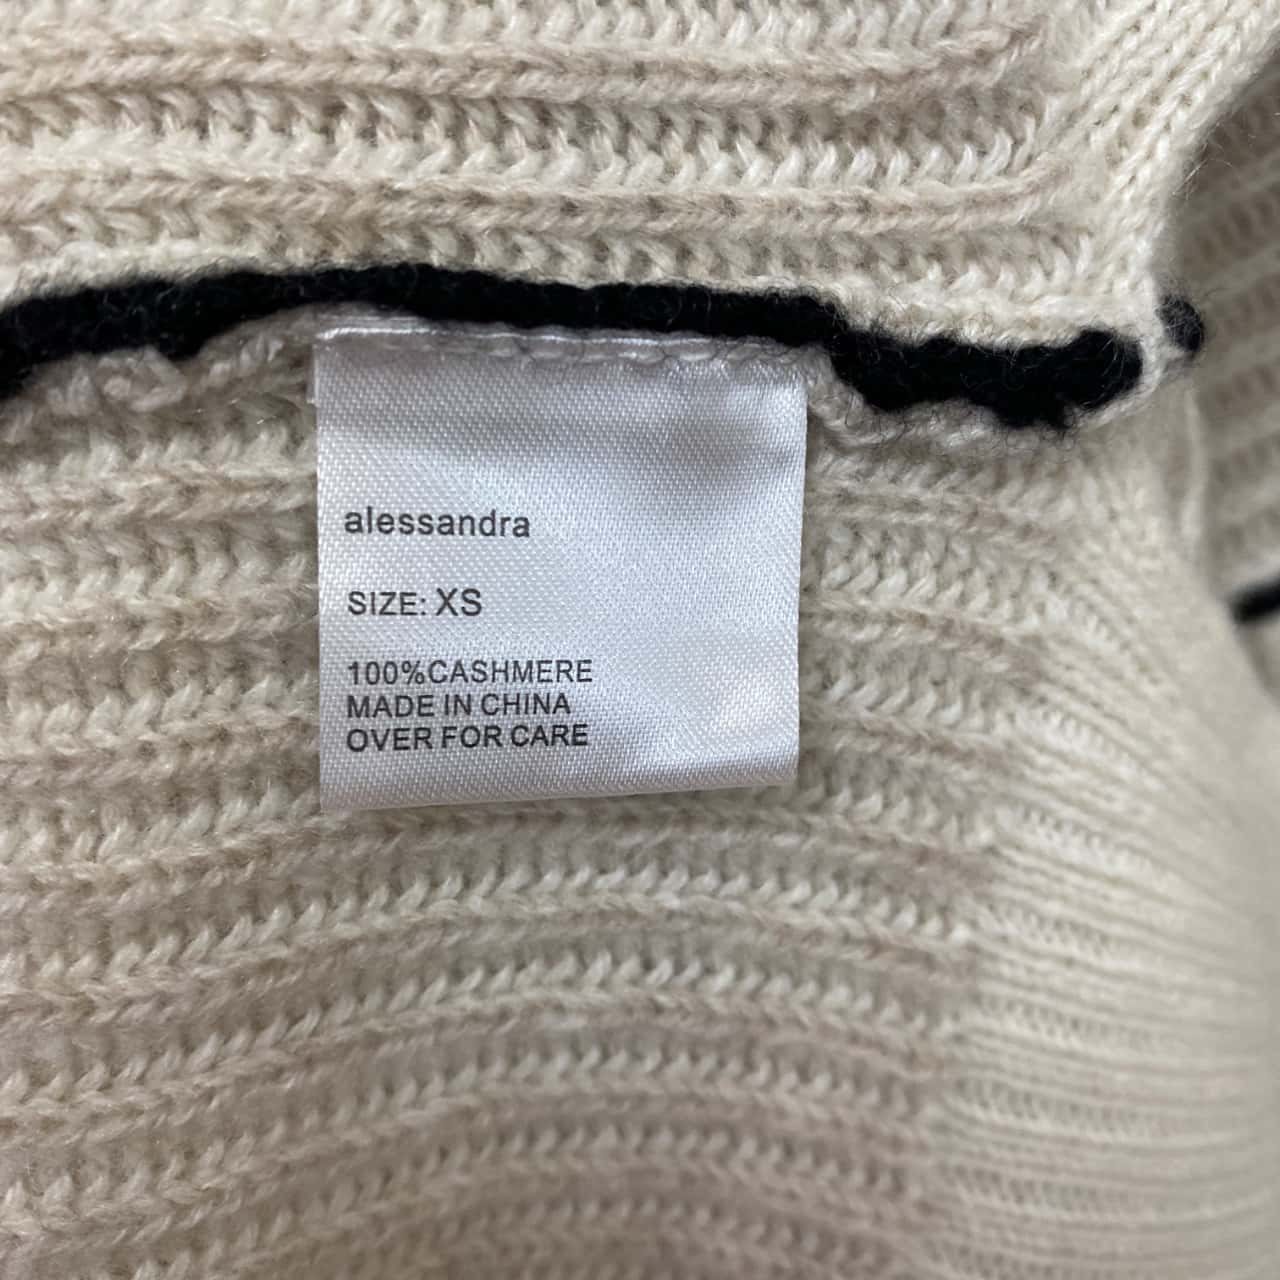 alessandra
SIZE: XS
100%CASHMERE
MADE IN CHINA
OVER FOR CARE